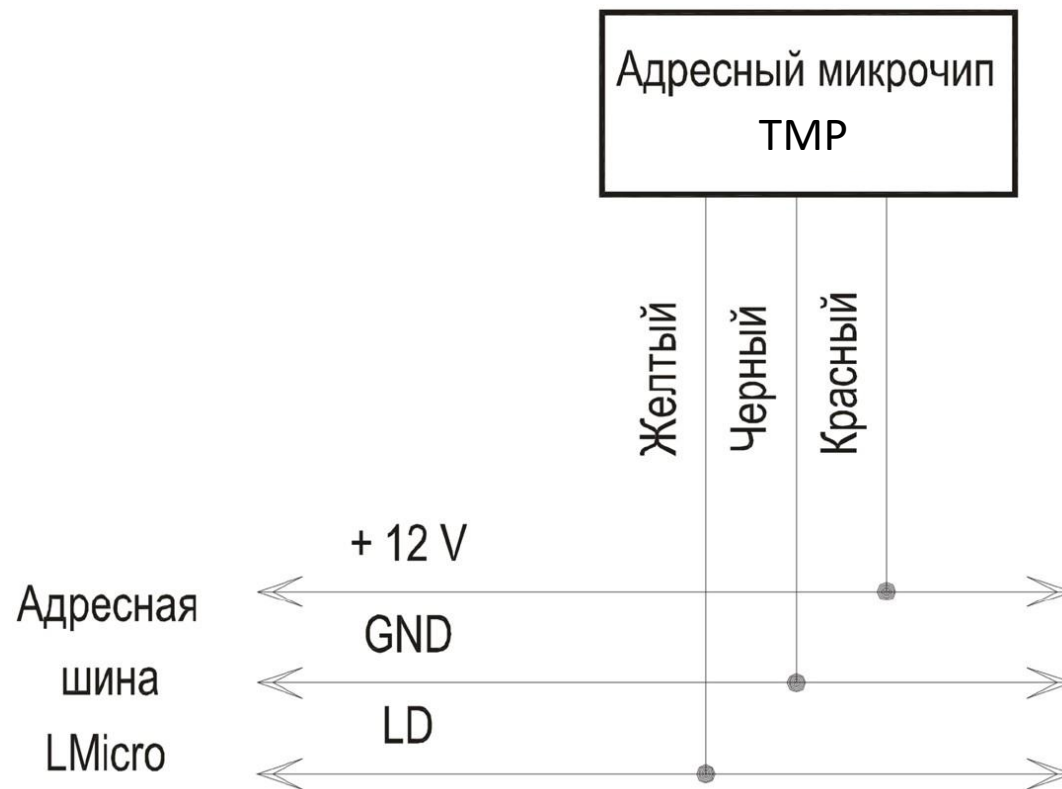 Адресный микрочип
TMP
Желтый
Черный
Красный
+ 12 V
GND
LD
Адресная
шина
LMicro